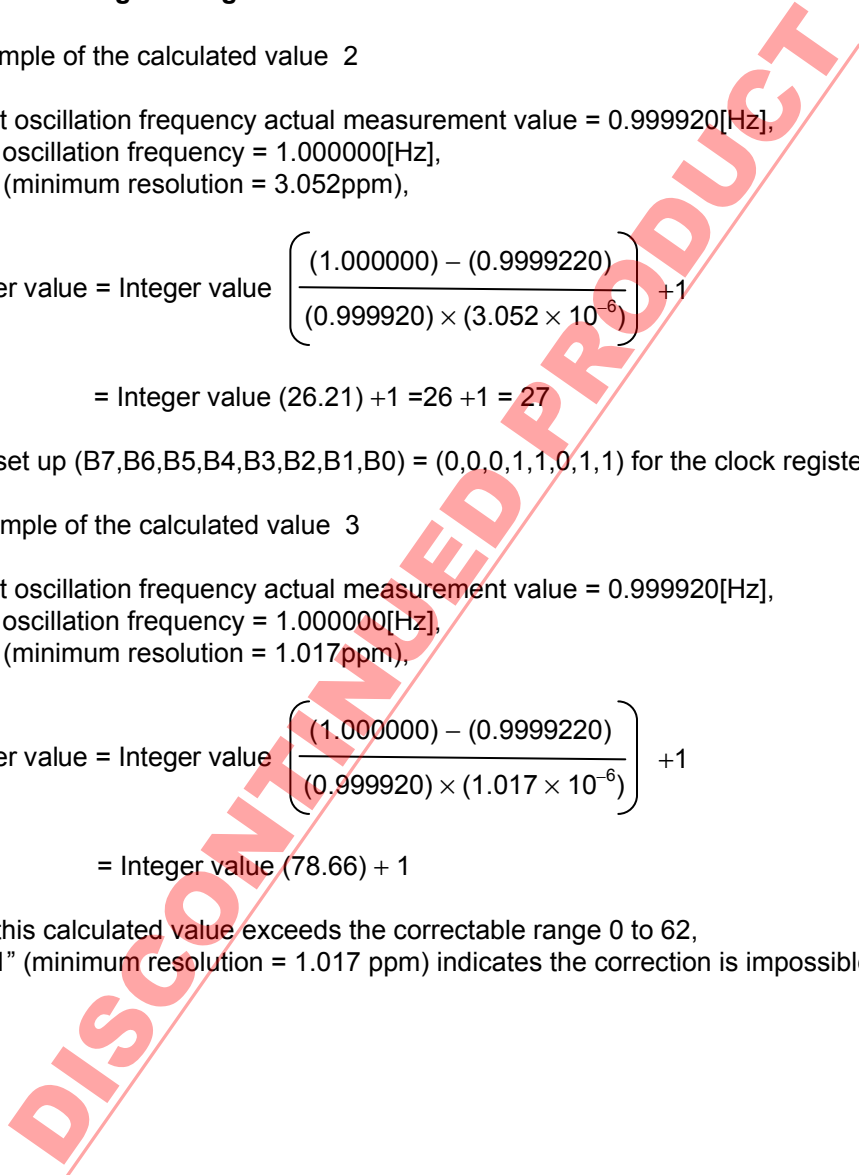 mple of the calculated value 2
t oscillation frequency actual measurement value = 0.999920[Hz],
oscillation frequency = 1.000000[Hz],
(minimum resolution = 3.052ppm),
(1.000000) – (0.9999220)
er value = Integer value +1
(0.999920) × (3.052 × 10⁻⁶)
= Integer value (26.21) +1 =26 +1 = 27
set up (B7,B6,B5,B4,B3,B2,B1,B0) = (0,0,0,1,1,0,1,1) for the clock registe
mple of the calculated value 3
t oscillation frequency actual measurement value = 0.999920[Hz],
oscillation frequency = 1.000000[Hz],
(minimum resolution = 1.017ppm),
(1.000000) – (0.9999220)
er value = Integer value +1
(0.999920) × (1.017 × 10⁻⁶)
= Integer value (78.66) + 1
this calculated value exceeds the correctable range 0 to 62,
1” (minimum resolution = 1.017 ppm) indicates the correction is impossible
DISCONTINUED PRODUCT